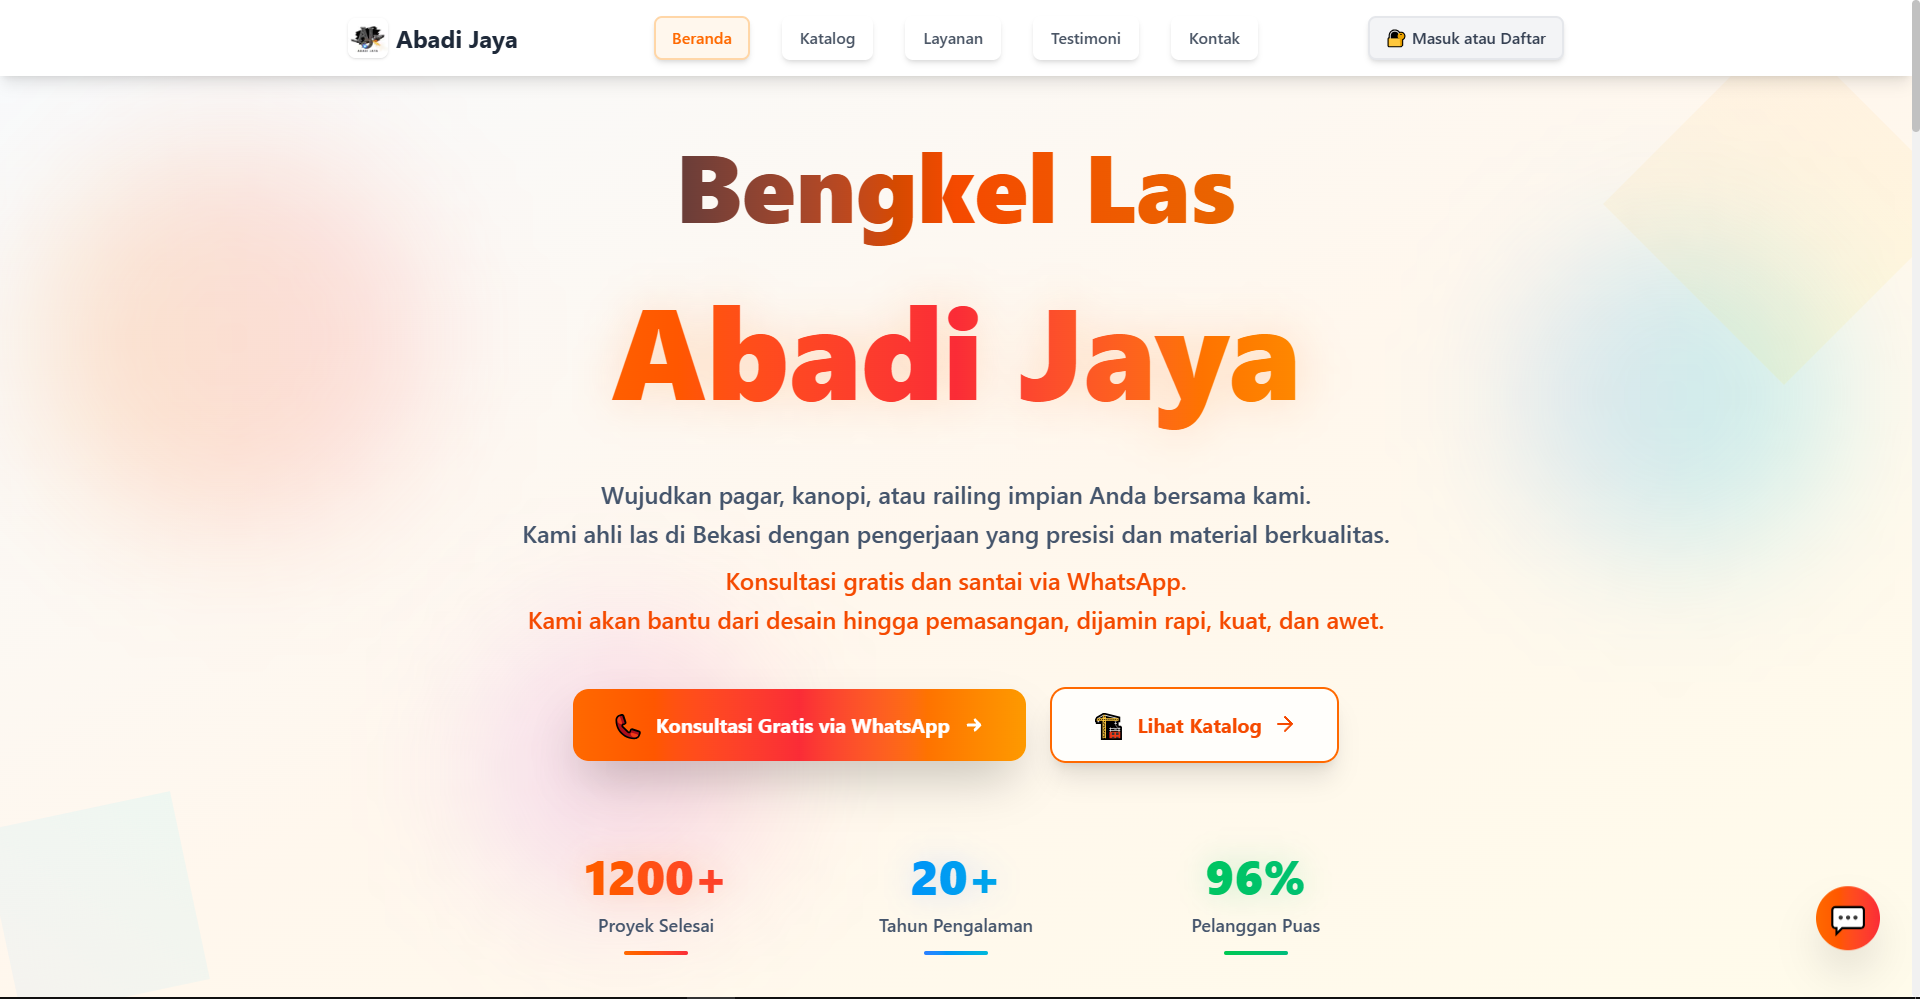 Abadi Jaya
Beranda
Katalog
Layanan
Testimoni
Kontak
Masuk atau Daftar
Bengkel Las
Abadi Jaya
Wujudkan pagar, kanopi, atau railing impian Anda bersama kami.
Kami ahli las di Bekasi dengan pengerjaan yang presisi dan material berkualitas.
Konsultasi gratis dan santai via WhatsApp.
Kami akan bantu dari desain hingga pemasangan, dijamin rapi, kuat, dan awet.
Konsultasi Gratis via WhatsApp →
Lihat Katalog →
1200+
Proyek Selesai
20+
Tahun Pengalaman
96%
Pelanggan Puas